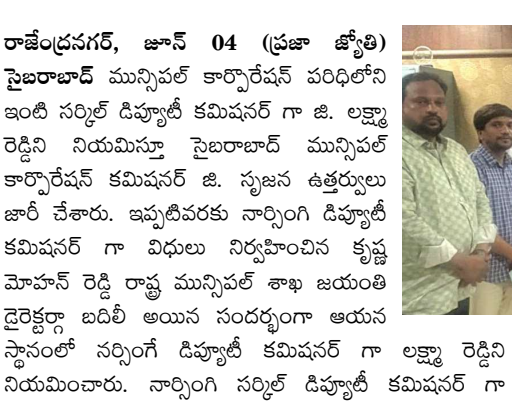 రాజేంద్రనగర్, జూన్ 04 (ప్రజా జ్యోతి)
సైబరాబాద్ మున్సిపల్ కార్పొరేషన్ పరిధిలోని
ఇంటి సర్కిల్ డిప్యూటీ కమిషనర్ గా జి. లక్ష్మా
రెడ్డిని నియమిస్తూ సైబరాబాద్ మున్సిపల్
కార్పొరేషన్ కమిషనర్ జి. సృజన ఉత్తర్వులు
జారీ చేశారు. ఇప్పటివరకు నార్సింగి డిప్యూటీ
కమిషనర్ గా విధులు నిర్వహించిన కృష్ణ
మోహన్ రెడ్డి రాష్ట్ర మున్సిపల్ శాఖ జయంతి
డైరెక్టర్గా బదిలీ అయిన సందర్భంగా ఆయన
స్థానంలో నర్సింగే డిప్యూటీ కమిషనర్ గా లక్ష్మా రెడ్డిని
నియమించారు. నార్సింగి సర్కిల్ డిప్యూటీ కమిషనర్ గా